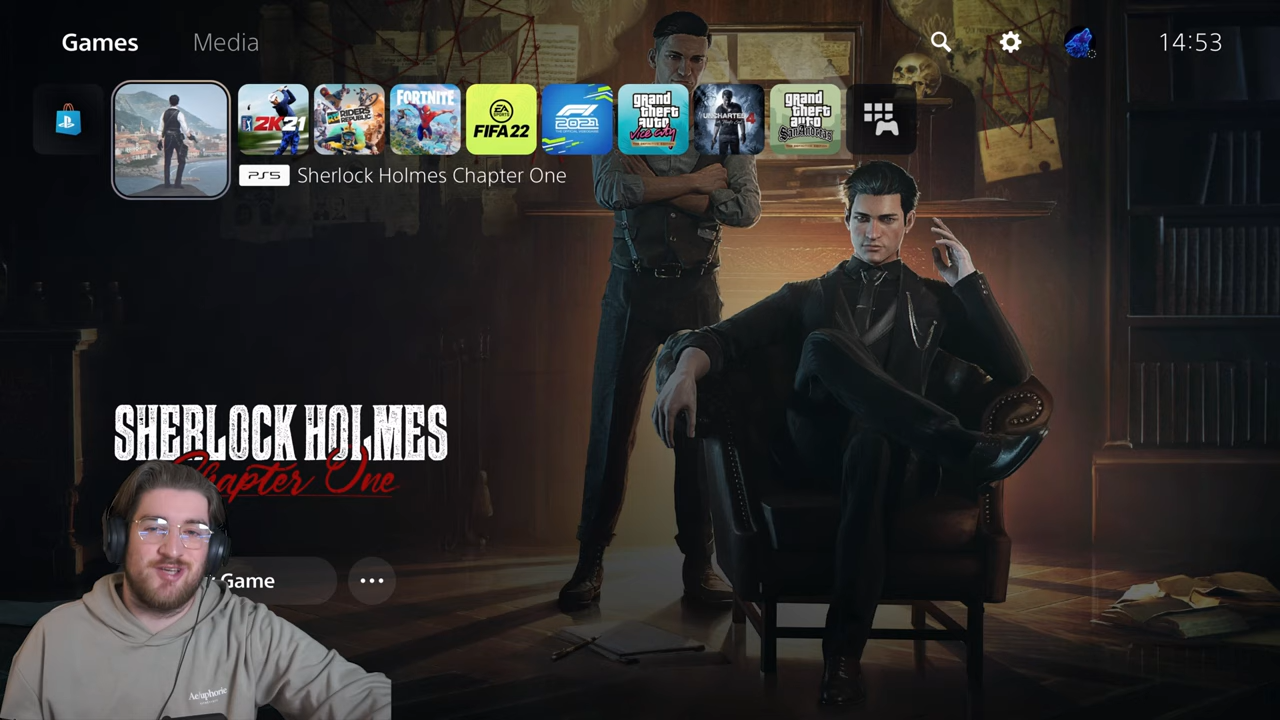 Games Media 14:53
2K21
RIDERS
REPUBLIC
FORTNITE
EA
SPORTS
FIFA 22
F1
2021
grand
theft
auto
Vice City
UNCHARTED 4
grand
theft
auto
San Andreas
PS5 Sherlock Holmes Chapter One
SHERLOCK HOLMES
Chapter One
Game